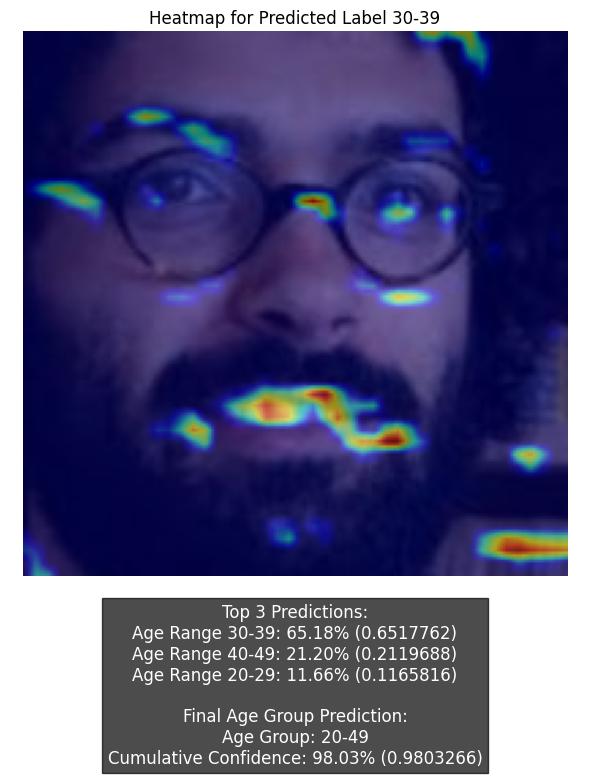 Heatmap for Predicted Label 30-39
Top 3 Predictions:
Age Range 30-39: 65.18% (0.6517762)
Age Range 40-49: 21.20% (0.2119688)
Age Range 20-29: 11.66% (0.1165816)
Final Age Group Prediction:
Age Group: 20-49
Cumulative Confidence: 98.03% (0.9803266)